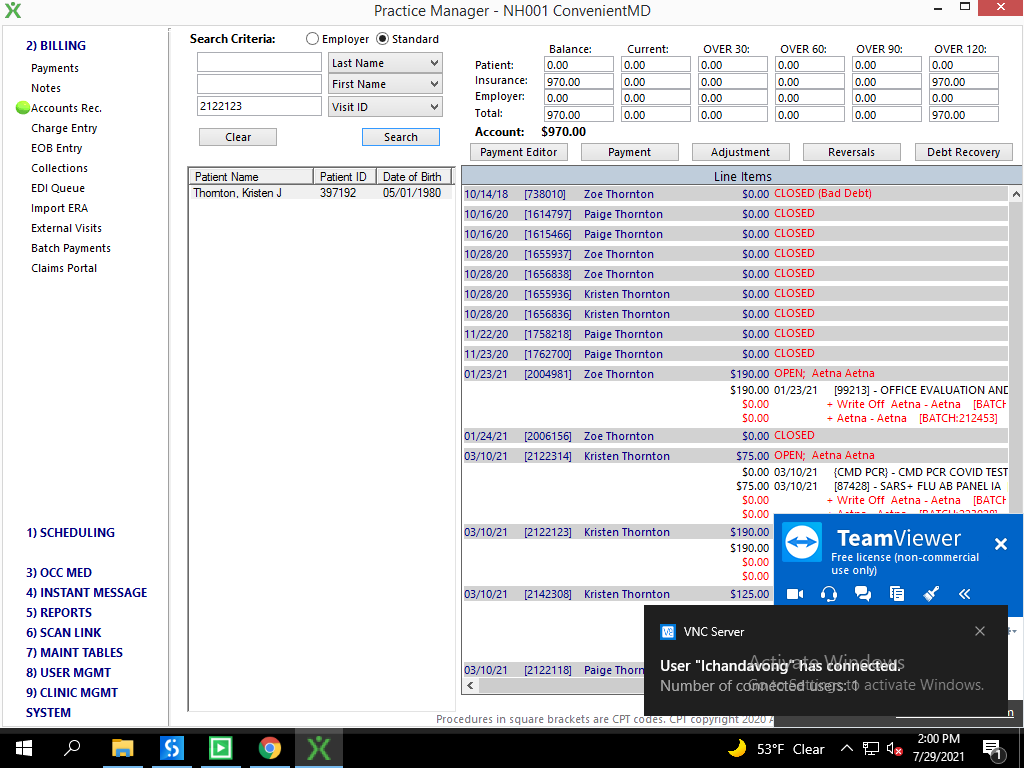 Practice Manager - NH001 ConvenientMD
2) BILLING
Payments
Notes
Accounts Rec.
Charge Entry
EOB Entry
Collections
EDI Queue
Import ERA
External Visits
Batch Payments
Claims Portal
1) SCHEDULING
3) OCC MED
4) INSTANT MESSAGE
5) REPORTS
6) SCAN LINK
7) MAINT TABLES
8) USER MGMT
9) CLINIC MGMT
SYSTEM
Search Criteria: Employer Standard
Last Name
First Name
2122123 Visit ID
Clear Search
Balance: Current: OVER 30: OVER 60: OVER 90: OVER 120:
Patient: 0.00 0.00 0.00 0.00 0.00 0.00
Insurance: 970.00 0.00 0.00 0.00 0.00 970.00
Employer: 0.00 0.00 0.00 0.00 0.00 0.00
Total: 970.00 0.00 0.00 0.00 0.00 970.00
Account: $970.00
Payment Editor Payment Adjustment Reversals Debt Recovery
Patient Name Patient ID Date of Birth
Thornton, Kristen J 397192 05/01/1980
Line Items
10/14/18 [738010] Zoe Thornton $0.00 CLOSED (Bad Debt)
10/16/20 [1614797] Paige Thornton $0.00 CLOSED
10/16/20 [1615466] Paige Thornton $0.00 CLOSED
10/28/20 [1655937] Zoe Thornton $0.00 CLOSED
10/28/20 [1656838] Zoe Thornton $0.00 CLOSED
10/28/20 [1655936] Kristen Thornton $0.00 CLOSED
10/28/20 [1656836] Kristen Thornton $0.00 CLOSED
11/22/20 [1758218] Paige Thornton $0.00 CLOSED
11/23/20 [1762700] Paige Thornton $0.00 CLOSED
01/23/21 [2004981] Zoe Thornton $190.00 OPEN; Aetna Aetna
$190.00 01/23/21 [99213] - OFFICE EVALUATION AND
$0.00 + Write Off Aetna - Aetna [BATCH
$0.00 + Aetna - Aetna [BATCH:212453]
01/24/21 [2006156] Zoe Thornton $0.00 CLOSED
03/10/21 [2122314] Kristen Thornton $75.00 OPEN; Aetna Aetna
$0.00 03/10/21 {CMD PCR} - CMD PCR COVID TEST
$75.00 03/10/21 [87428] - SARS+ FLU AB PANEL IA
$0.00 + Write Off Aetna - Aetna [BATCH
$0.00 + Aetna - Aetna
03/10/21 [2122123] Kristen Thornton $190.00
$190.00
$0.00
$0.00
03/10/21 [2142308] Kristen Thornton $125.00
03/10/21 [2122118] Paige Thorn
Procedures in square brackets are CPT codes. CPT copyright 2020 A
TeamViewer
Free license (non-commercial
use only)
VNC Server
User "lchandavong" has connected.
Number of connected users: 1
Activate Windows
Go to Settings to activate Windows.
53°F Clear
2:00 PM
7/29/2021
1